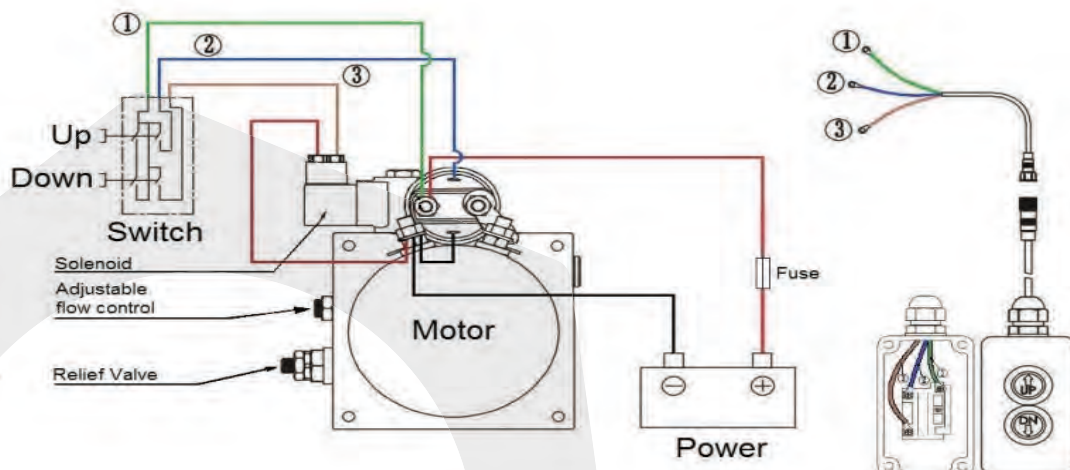 ①
②
③
Up
Down
Switch
Solenoid
Adjustable
flow control
Relief Valve
Motor
Fuse
−
+
Power
①
②
③
UP
DN